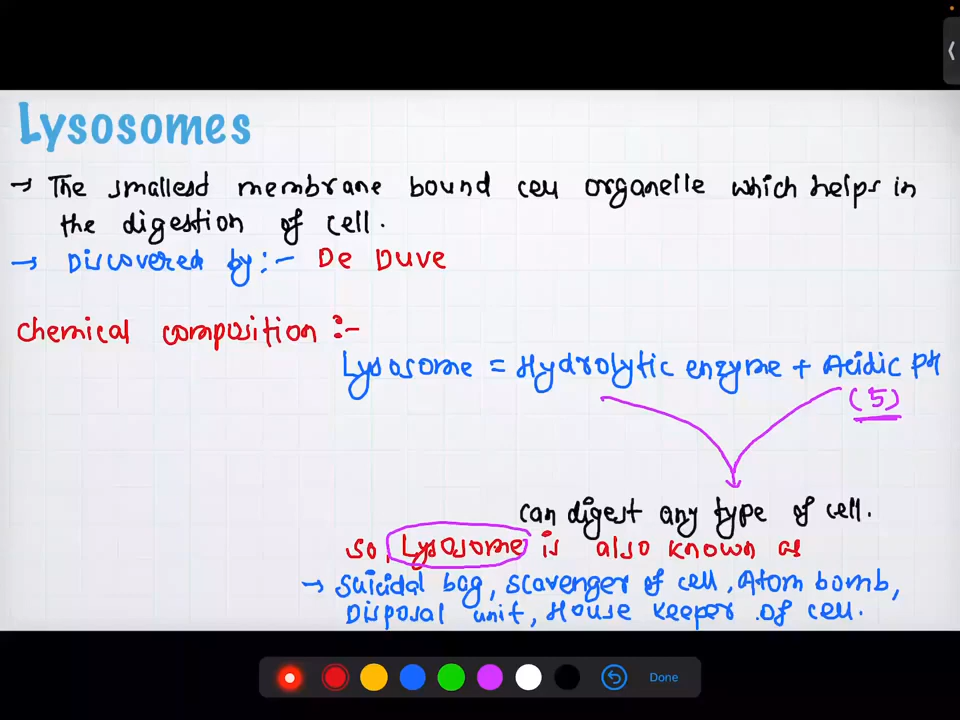 Lysosomes
→ The smallesd membrane bound cell organelle which helps in
the digestion of cell.
→ Discovered by:- De Duve
chemical composition :-
Lysosome = Hydrolytic enzyme + Acidic PH
(5)
can digest any type of cell.
so, Lysosome is also known as
→ suicidal bag, scavenger of cell, Atom bomb,
Disposal unit, House keeper of cell.
Done